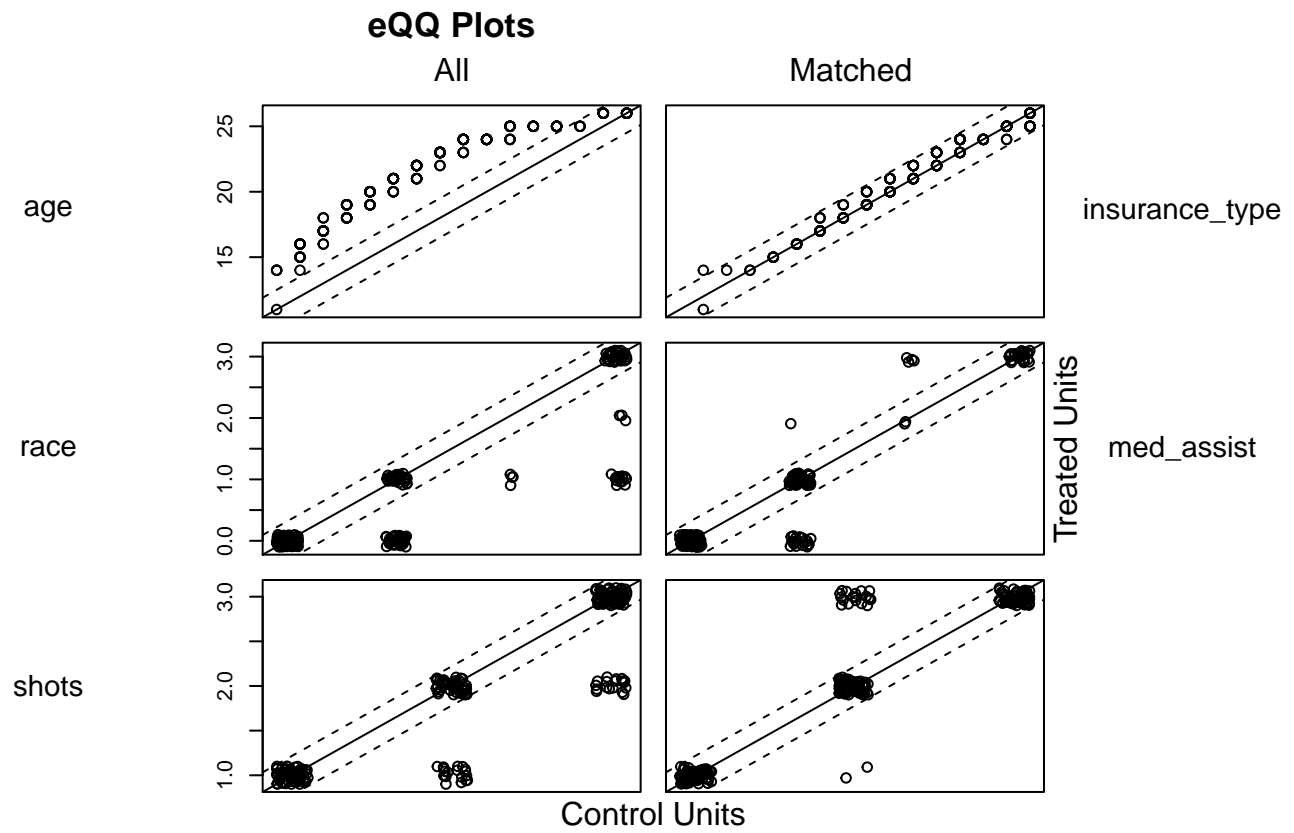 eQQ Plots
All
Matched
age
25
20
15
insurance_type
race
3.0
2.0
1.0
0.0
Treated Units
med_assist
shots
3.0
2.0
1.0
Control Units